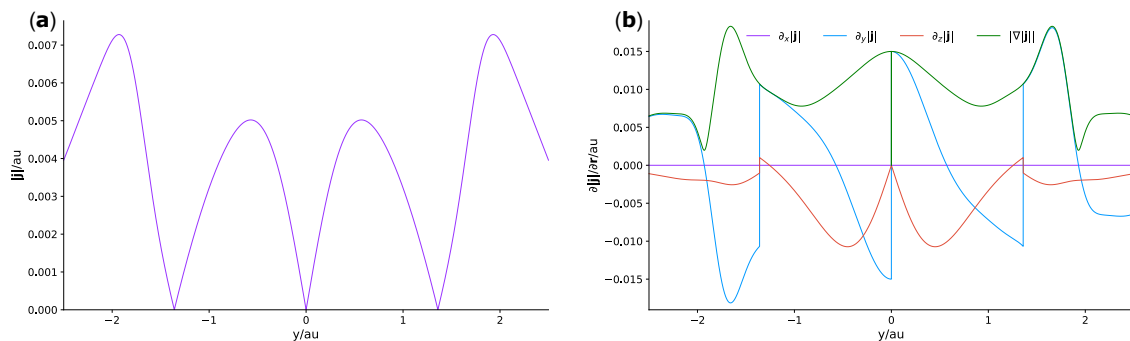 (a)
0.007
0.006
0.005
0.004
0.003
0.002
0.001
0.000
|j|/au
−2
−1
0
1
2
y/au
(b)
∂x|j|
∂y|j|
∂z|j|
|∇|j||
0.015
0.010
0.005
0.000
−0.005
−0.010
−0.015
∂|j|/∂r/au
−2
−1
0
1
2
y/au